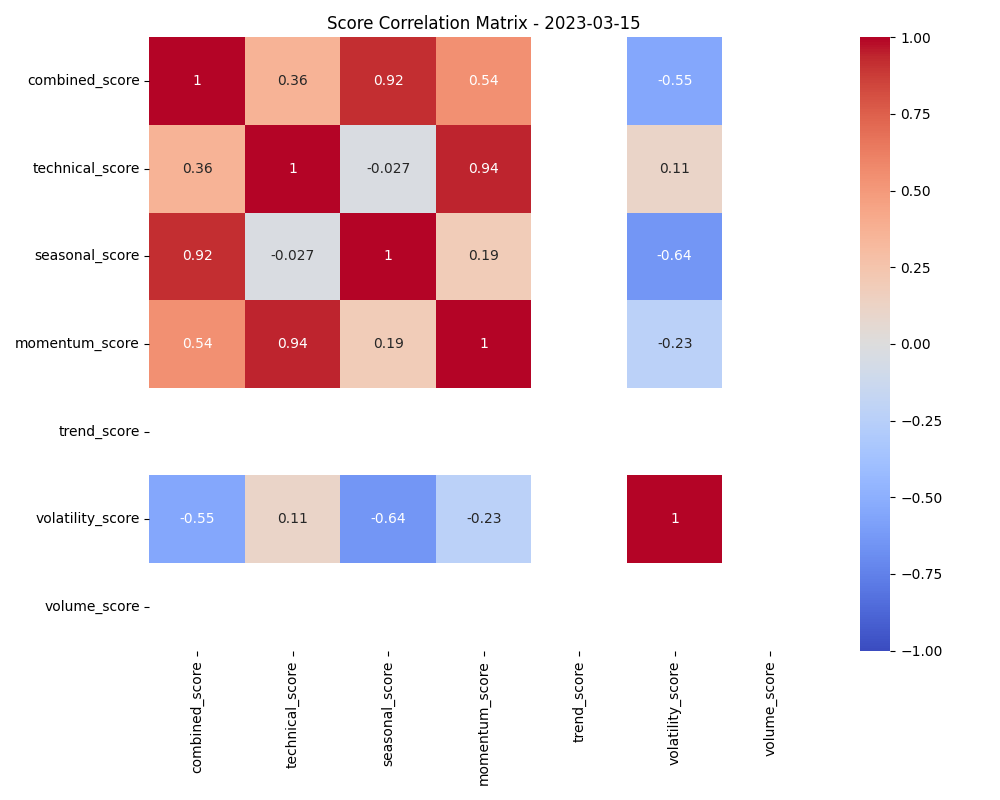 Score Correlation Matrix - 2023-03-15
combined_score 1 0.36 0.92 0.54 -0.55
technical_score 0.36 1 -0.027 0.94 0.11
seasonal_score 0.92 -0.027 1 0.19 -0.64
momentum_score 0.54 0.94 0.19 1 -0.23
trend_score
volatility_score -0.55 0.11 -0.64 -0.23 1
volume_score
combined_score technical_score seasonal_score momentum_score trend_score volatility_score volume_score
1.00
0.75
0.50
0.25
0.00
−0.25
−0.50
−0.75
−1.00